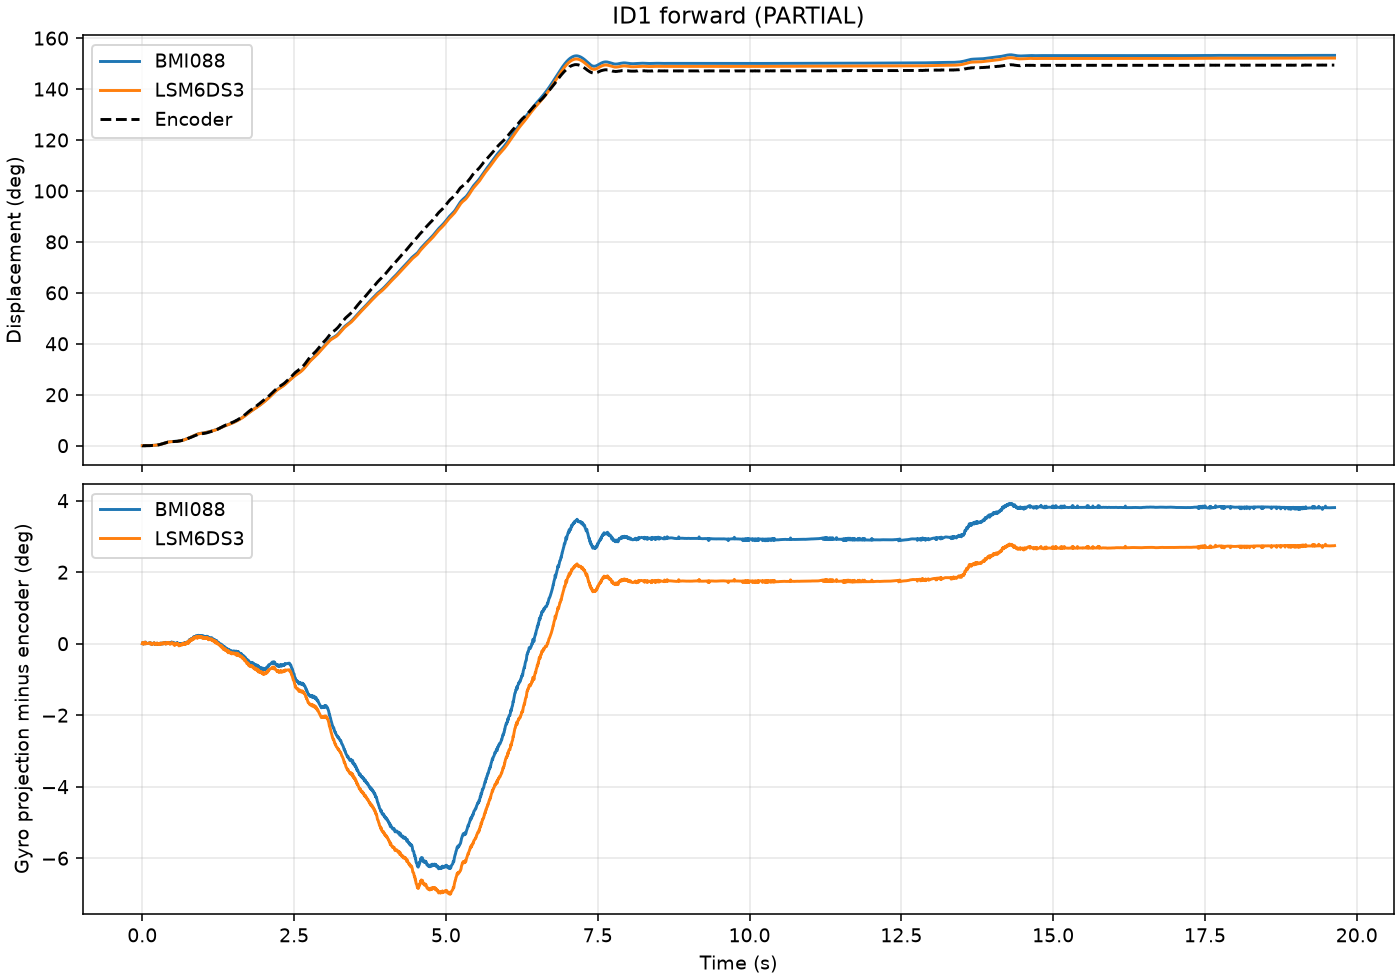 ID1 forward (PARTIAL)
160
140
120
100
80
60
40
20
0
Displacement (deg)
BMI088
LSM6DS3
Encoder
4
2
0
−2
−4
−6
Gyro projection minus encoder (deg)
BMI088
LSM6DS3
0.0 2.5 5.0 7.5 10.0 12.5 15.0 17.5 20.0
Time (s)